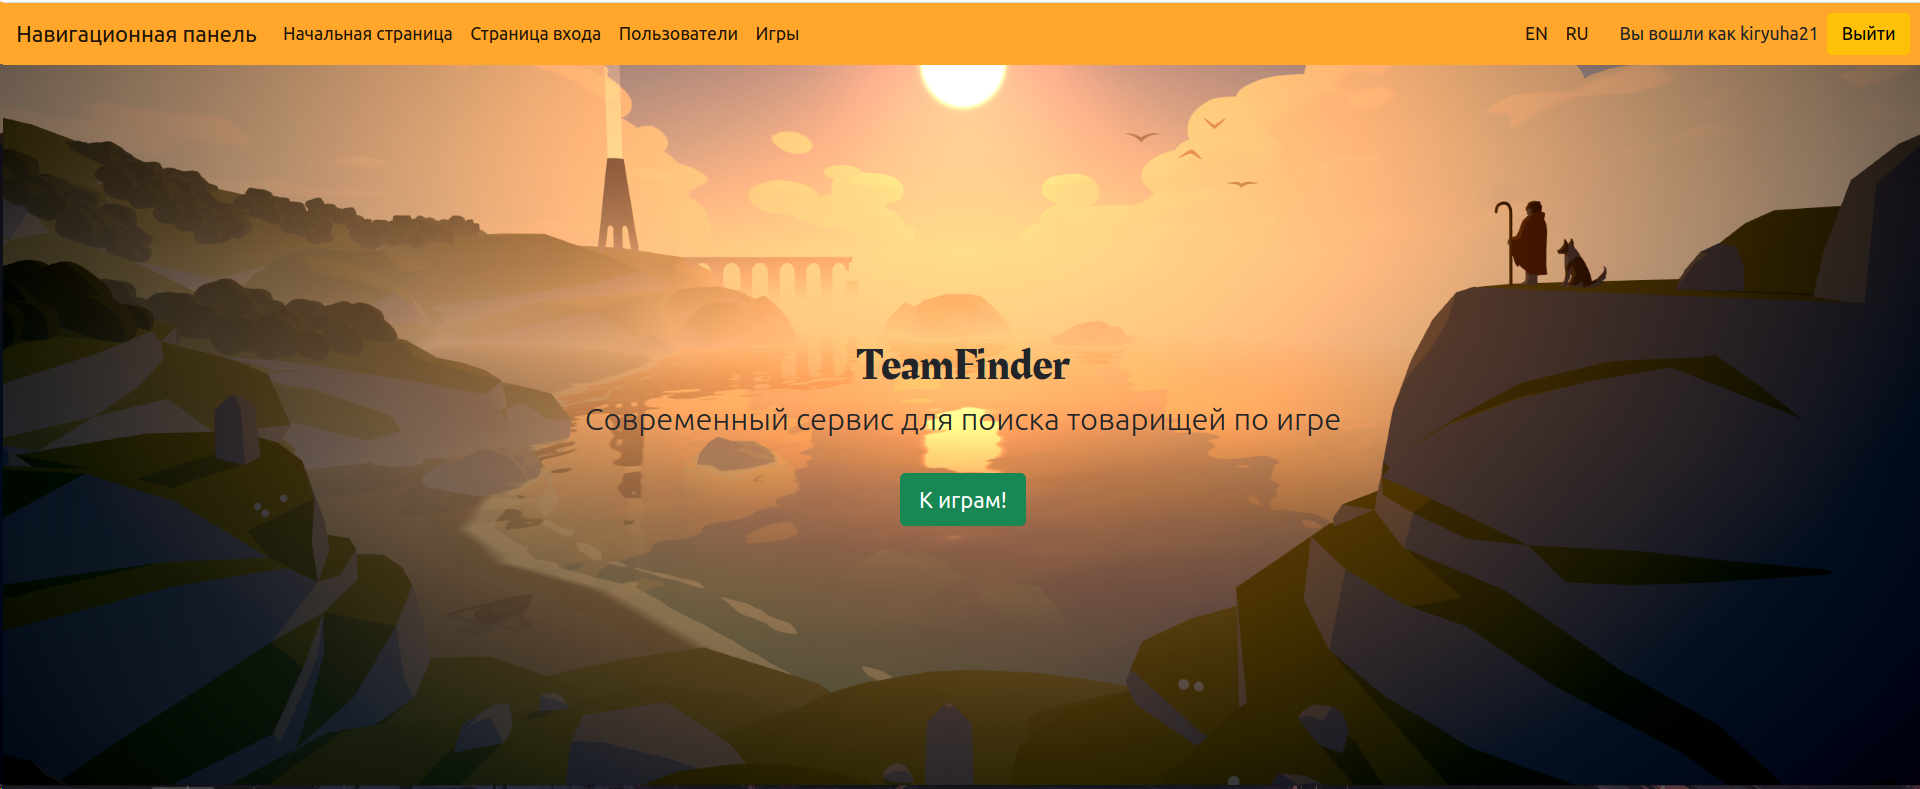 Навигационная панель Начальная страница Страница входа Пользователи Игры EN RU Вы вошли как kiryuha21 Выйти
TeamFinder
Современный сервис для поиска товарищей по игре
К играм!